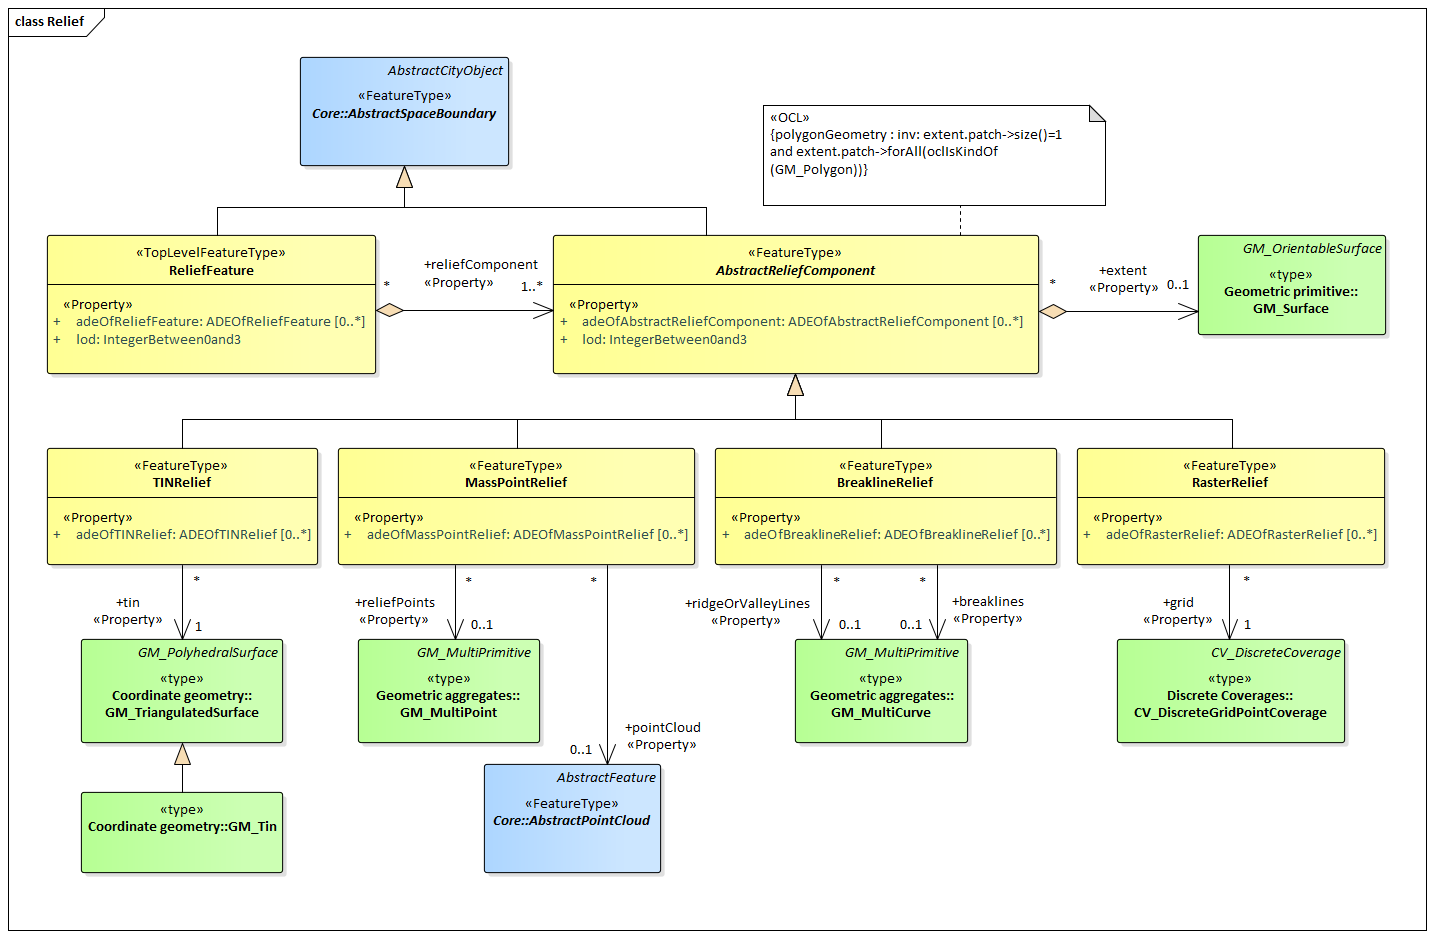 class Relief
AbstractCityObject
«FeatureType»
Core::AbstractSpaceBoundary
«OCL»
{polygonGeometry : inv: extent.patch->size()=1
and extent.patch->forAll(oclIsKindOf
(GM_Polygon))}
«TopLevelFeatureType»
ReliefFeature
«Property»
+ adeOfReliefFeature: ADEOfReliefFeature [0..*]
+ lod: IntegerBetween0and3
+reliefComponent
«Property»
*
1..*
«FeatureType»
AbstractReliefComponent
«Property»
+ adeOfAbstractReliefComponent: ADEOfAbstractReliefComponent [0..*]
+ lod: IntegerBetween0and3
+extent
«Property»
*
0..1
GM_OrientableSurface
«type»
Geometric primitive::
GM_Surface
«FeatureType»
TINRelief
«Property»
+ adeOfTINRelief: ADEOfTINRelief [0..*]
«FeatureType»
MassPointRelief
«Property»
+ adeOfMassPointRelief: ADEOfMassPointRelief [0..*]
«FeatureType»
BreaklineRelief
«Property»
+ adeOfBreaklineRelief: ADEOfBreaklineRelief [0..*]
«FeatureType»
RasterRelief
«Property»
+ adeOfRasterRelief: ADEOfRasterRelief [0..*]
*
+tin
«Property»
1
*
+reliefPoints
«Property»
0..1
*
+pointCloud
«Property»
0..1
*
+ridgeOrValleyLines
«Property»
0..1
*
+breaklines
«Property»
0..1
*
+grid
«Property»
1
GM_PolyhedralSurface
«type»
Coordinate geometry::
GM_TriangulatedSurface
GM_MultiPrimitive
«type»
Geometric aggregates::
GM_MultiPoint
GM_MultiPrimitive
«type»
Geometric aggregates::
GM_MultiCurve
CV_DiscreteCoverage
«type»
Discrete Coverages::
CV_DiscreteGridPointCoverage
«type»
Coordinate geometry::GM_Tin
AbstractFeature
«FeatureType»
Core::AbstractPointCloud